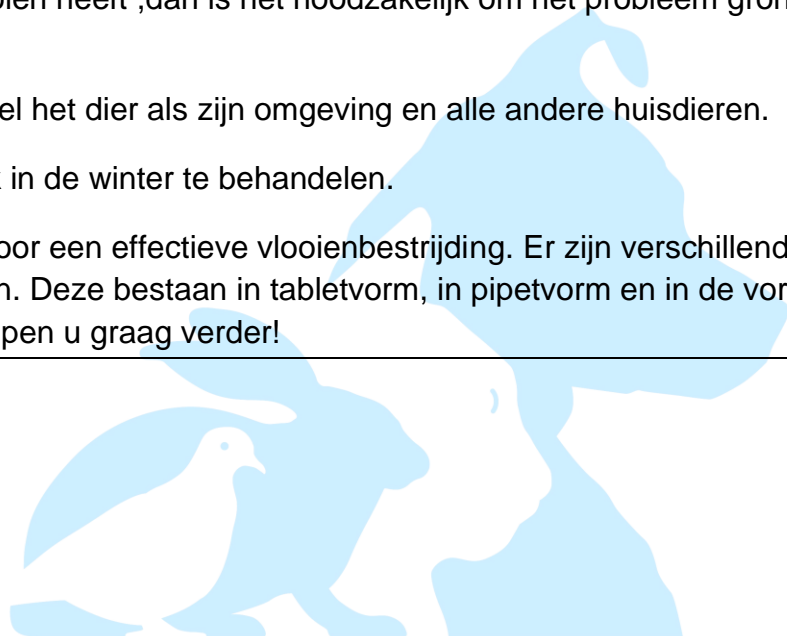 heeft ,dan is het noodzakelijk om het probleem
el het dier als zijn omgeving en alle andere huisdieren.
in de winter te behandelen.
oor een effectieve vlooienbestrijding. Er zijn verschillend
n. Deze bestaan in tabletvorm, in pipetvorm en in de vor
pen u graag verder!